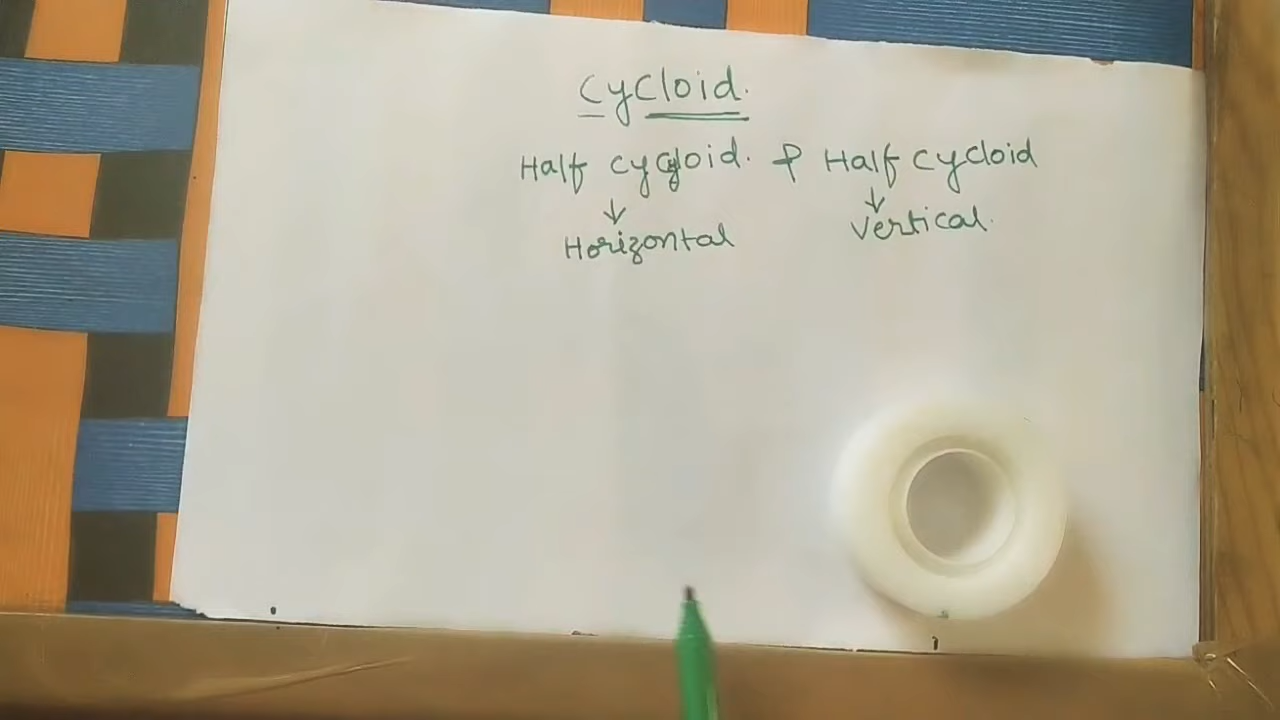 Cycloid.
Half cycloid. & Half cycloid
↓ ↓
Horizontal Vertical.